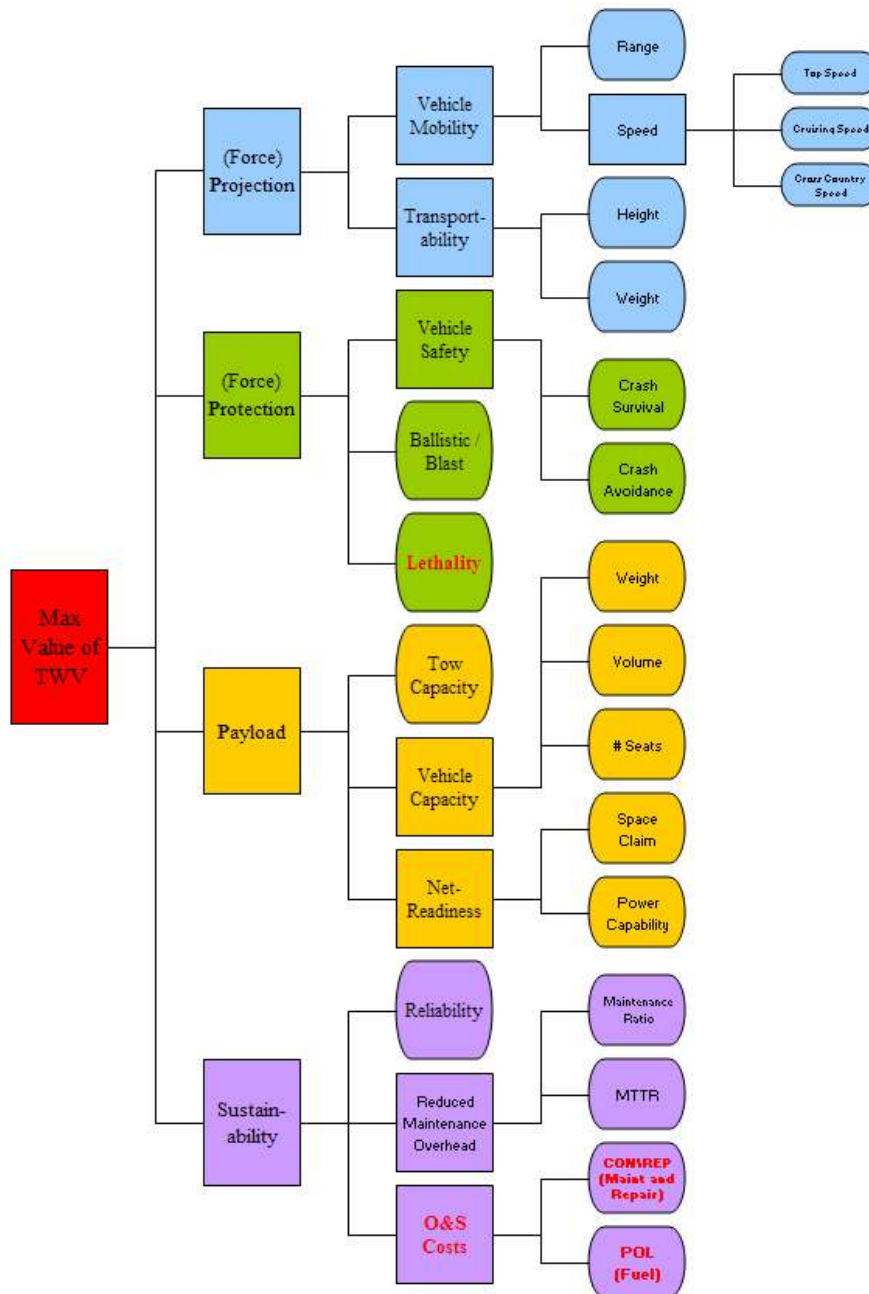 Max
Value of
TWV
(Force)
Projection
Vehicle
Mobility
Range
Speed
Top Speed
Cruising Speed
Cross Country
Speed
Transport-
ability
Height
Weight
(Force)
Protection
Vehicle
Safety
Crash
Survival
Crash
Avoidance
Ballistic /
Blast
Lethality
Payload
Tow
Capacity
Vehicle
Capacity
Weight
Volume
# Seats
Net-
Readiness
Space
Claim
Power
Capability
Sustain-
ability
Reliability
Reduced
Maintenance
Overhead
Maintenance
Ratio
MTTR
O&S
Costs
CONSREP
(Maint and
Repair)
POL
(Fuel)